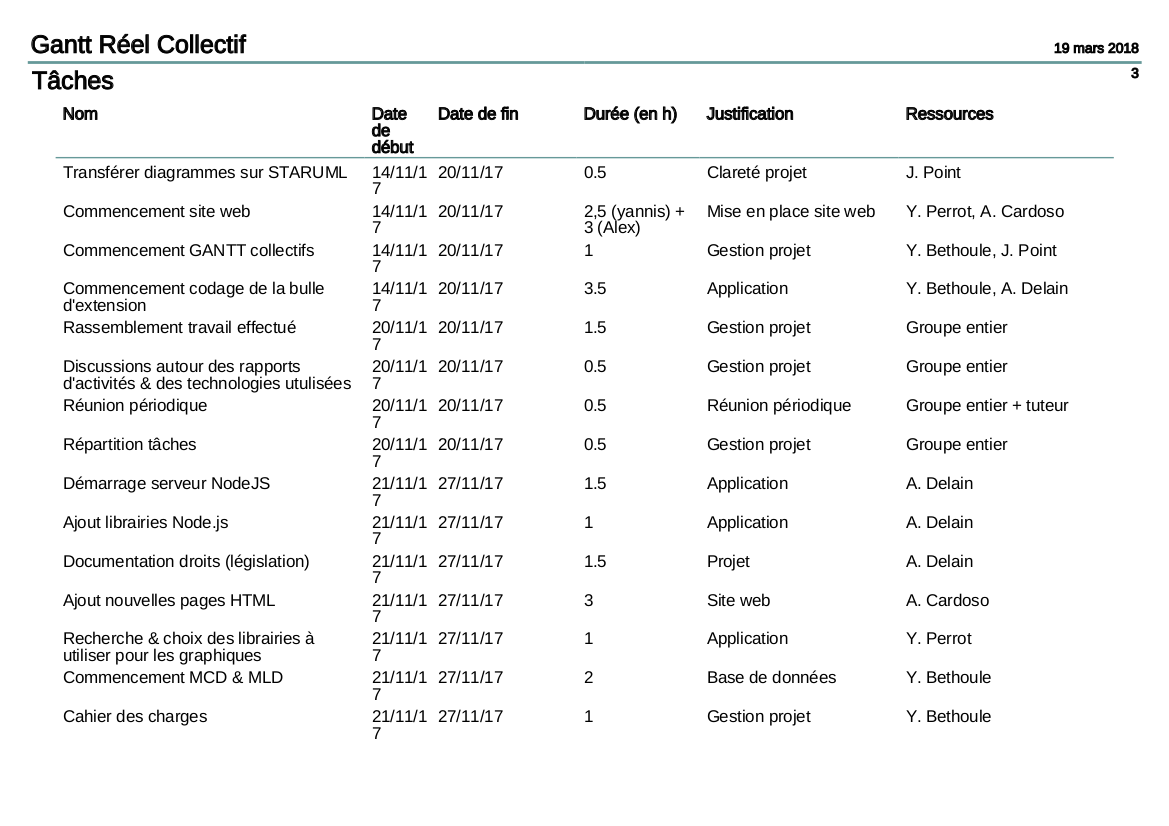 Gantt Réel Collectif
19 mars 2018
Tâches
3
Nom Date de début Date de fin Durée (en h) Justification Ressources
Transférer diagrammes sur STARUML 14/11/17 20/11/17 0.5 Clareté projet J. Point
Commencement site web 14/11/17 20/11/17 2,5 (yannis) + 3 (Alex) Mise en place site web Y. Perrot, A. Cardoso
Commencement GANTT collectifs 14/11/17 20/11/17 1 Gestion projet Y. Bethoule, J. Point
Commencement codage de la bulle d'extension 14/11/17 20/11/17 3.5 Application Y. Bethoule, A. Delain
Rassemblement travail effectué 20/11/17 20/11/17 1.5 Gestion projet Groupe entier
Discussions autour des rapports d'activités & des technologies utulisées 20/11/17 20/11/17 0.5 Gestion projet Groupe entier
Réunion périodique 20/11/17 20/11/17 0.5 Réunion périodique Groupe entier + tuteur
Répartition tâches 20/11/17 20/11/17 0.5 Gestion projet Groupe entier
Démarrage serveur NodeJS 21/11/17 27/11/17 1.5 Application A. Delain
Ajout librairies Node.js 21/11/17 27/11/17 1 Application A. Delain
Documentation droits (législation) 21/11/17 27/11/17 1.5 Projet A. Delain
Ajout nouvelles pages HTML 21/11/17 27/11/17 3 Site web A. Cardoso
Recherche & choix des librairies à utiliser pour les graphiques 21/11/17 27/11/17 1 Application Y. Perrot
Commencement MCD & MLD 21/11/17 27/11/17 2 Base de données Y. Bethoule
Cahier des charges 21/11/17 27/11/17 1 Gestion projet Y. Bethoule